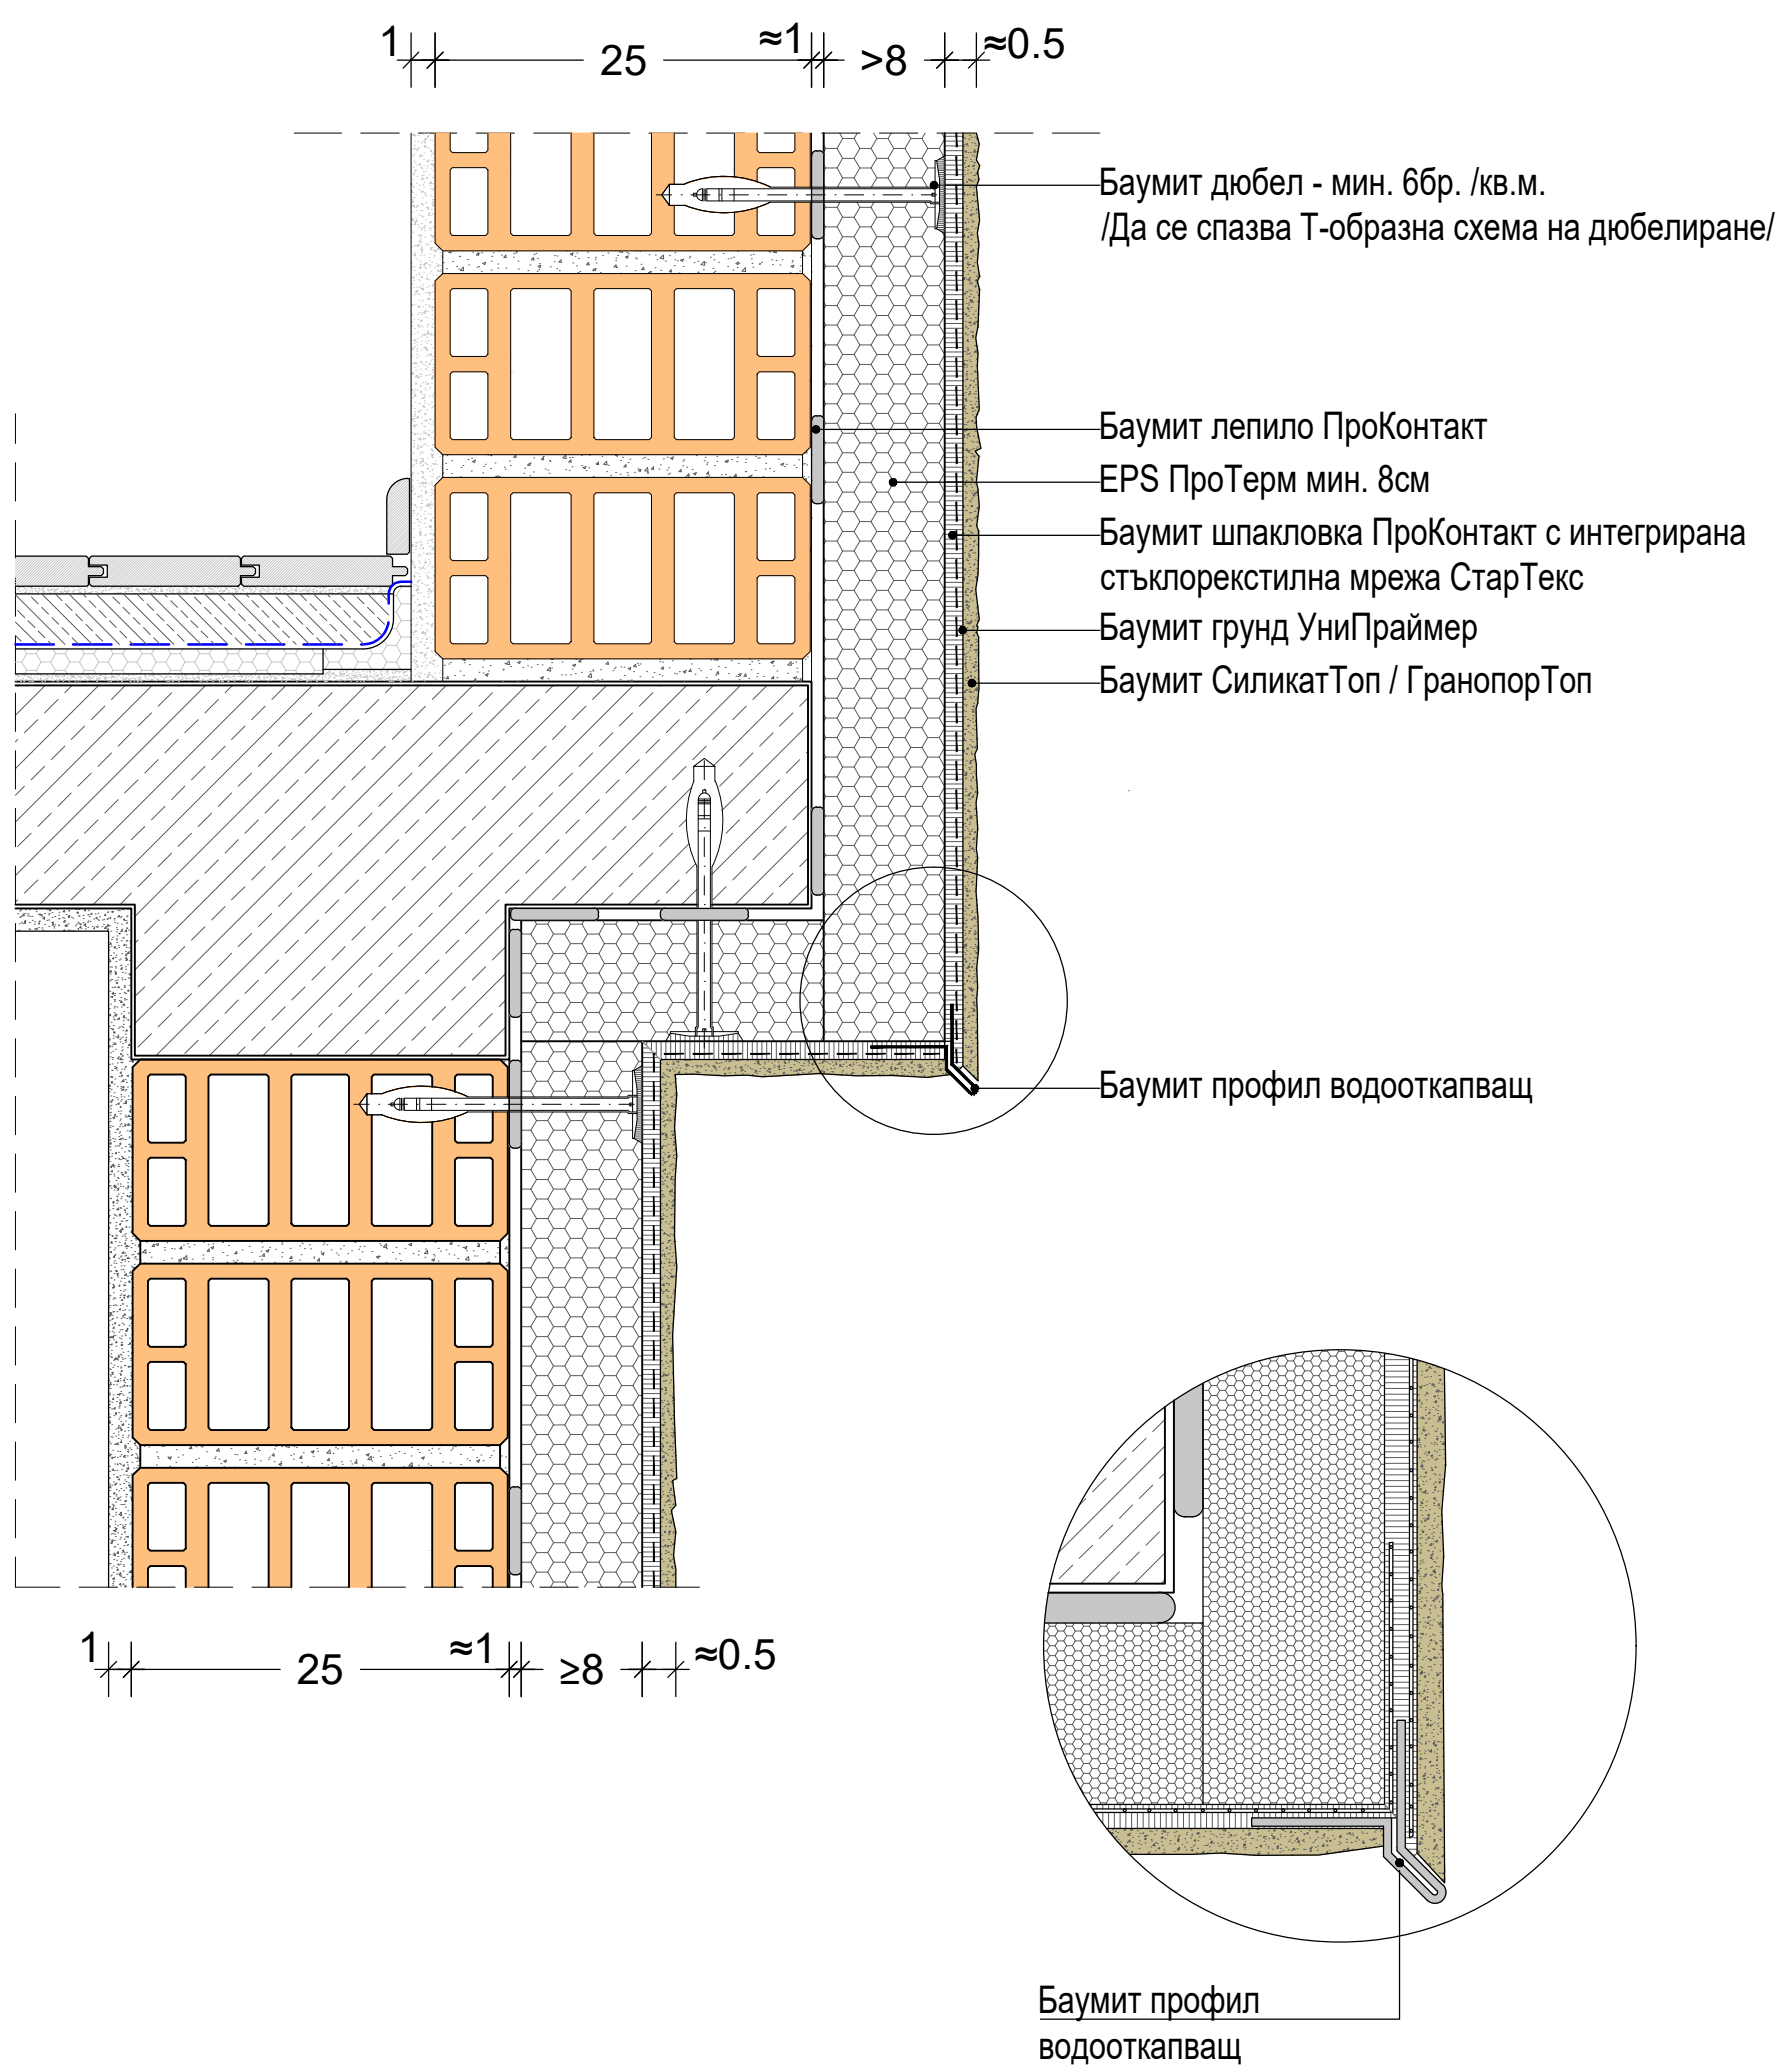 1 25 ≈1 >8 ≈0.5
Баумит дюбел - мин. 6бр. /кв.м.
/Да се спазва Т-образна схема на дюбелиране/
Баумит лепило ПроКонтакт
EPS ПроТерм мин. 8см
Баумит шпакловка ПроКонтакт с интегрирана
стъклорекстилна мрежа СтарТекс
Баумит грунд УниПраймер
Баумит СиликатТоп / ГранопорТоп
Баумит профил водооткапващ
1 25 ≈1 ≥8 ≈0.5
Баумит профил
водооткапващ